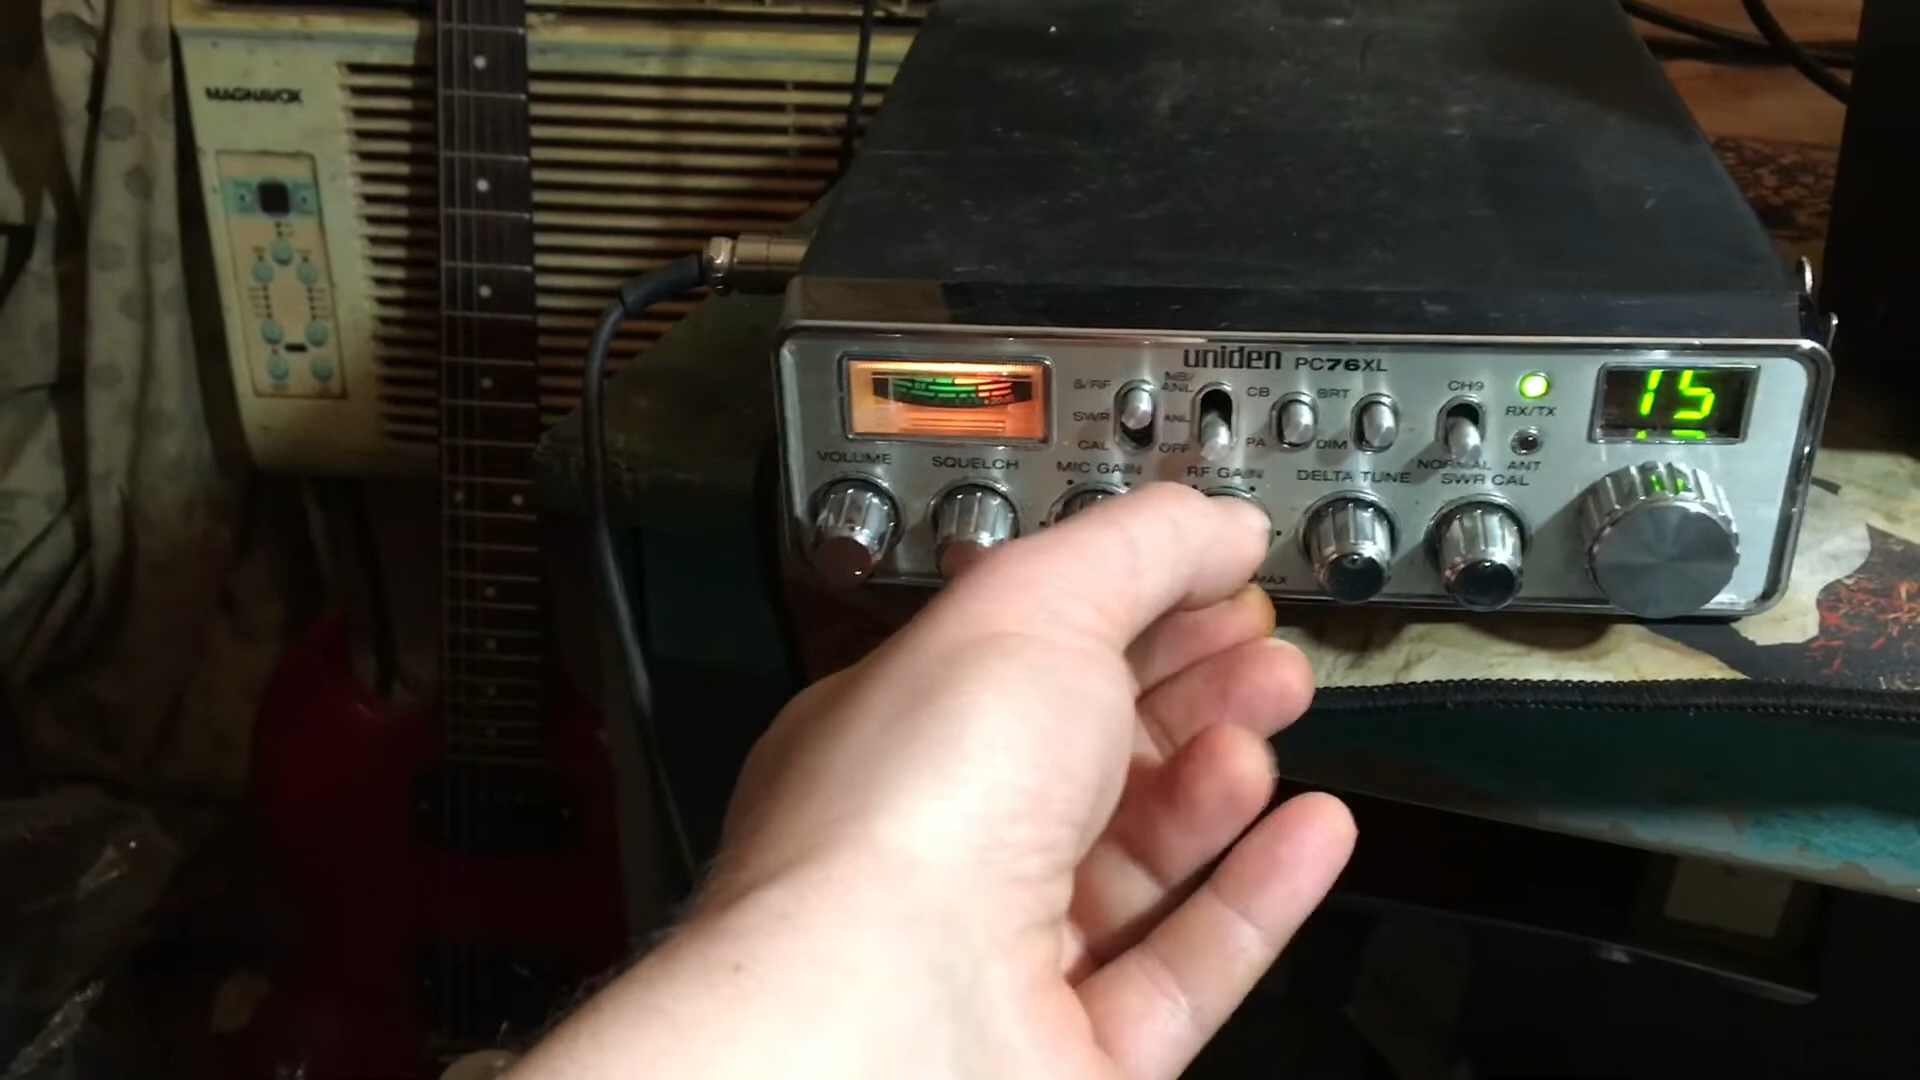 MAGNAVOX
uniden PC76XL
S/RF
SWR
CAL
NB/
ANL
ANL
OFF
CB
PA
BRT
DIM
CH9
NORMAL
RX/TX
ANT
15
VOLUME
SQUELCH
MIC GAIN
RF GAIN
DELTA TUNE
SWR CAL
MAX